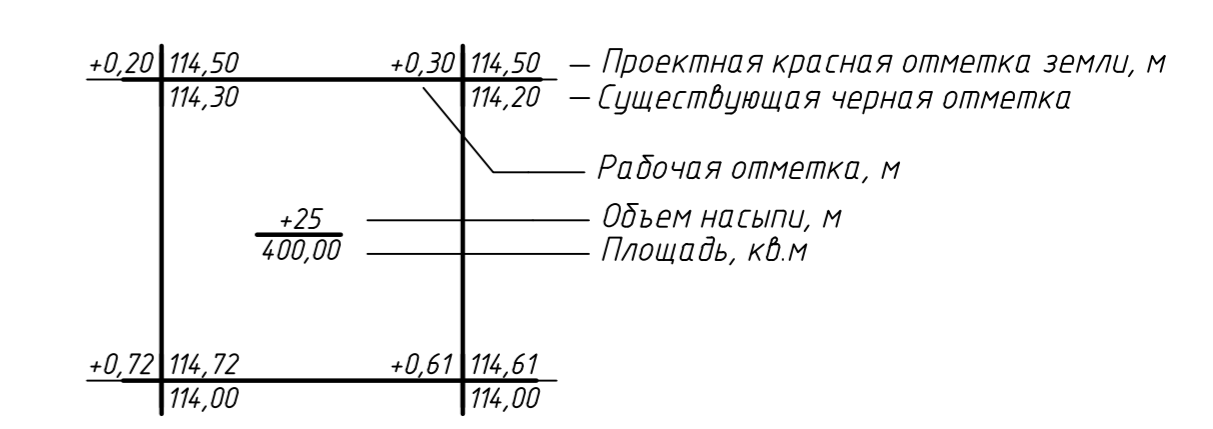 +0,20 114,50 +0,30 114,50 – Проектная красная отметка земли, м
114,30 114,20 – Существующая черная отметка
Рабочая отметка, м
+25 Объем насыпи, м
400,00 Площадь, кв.м
+0,72 114,72 +0,61 114,61
114,00 114,00